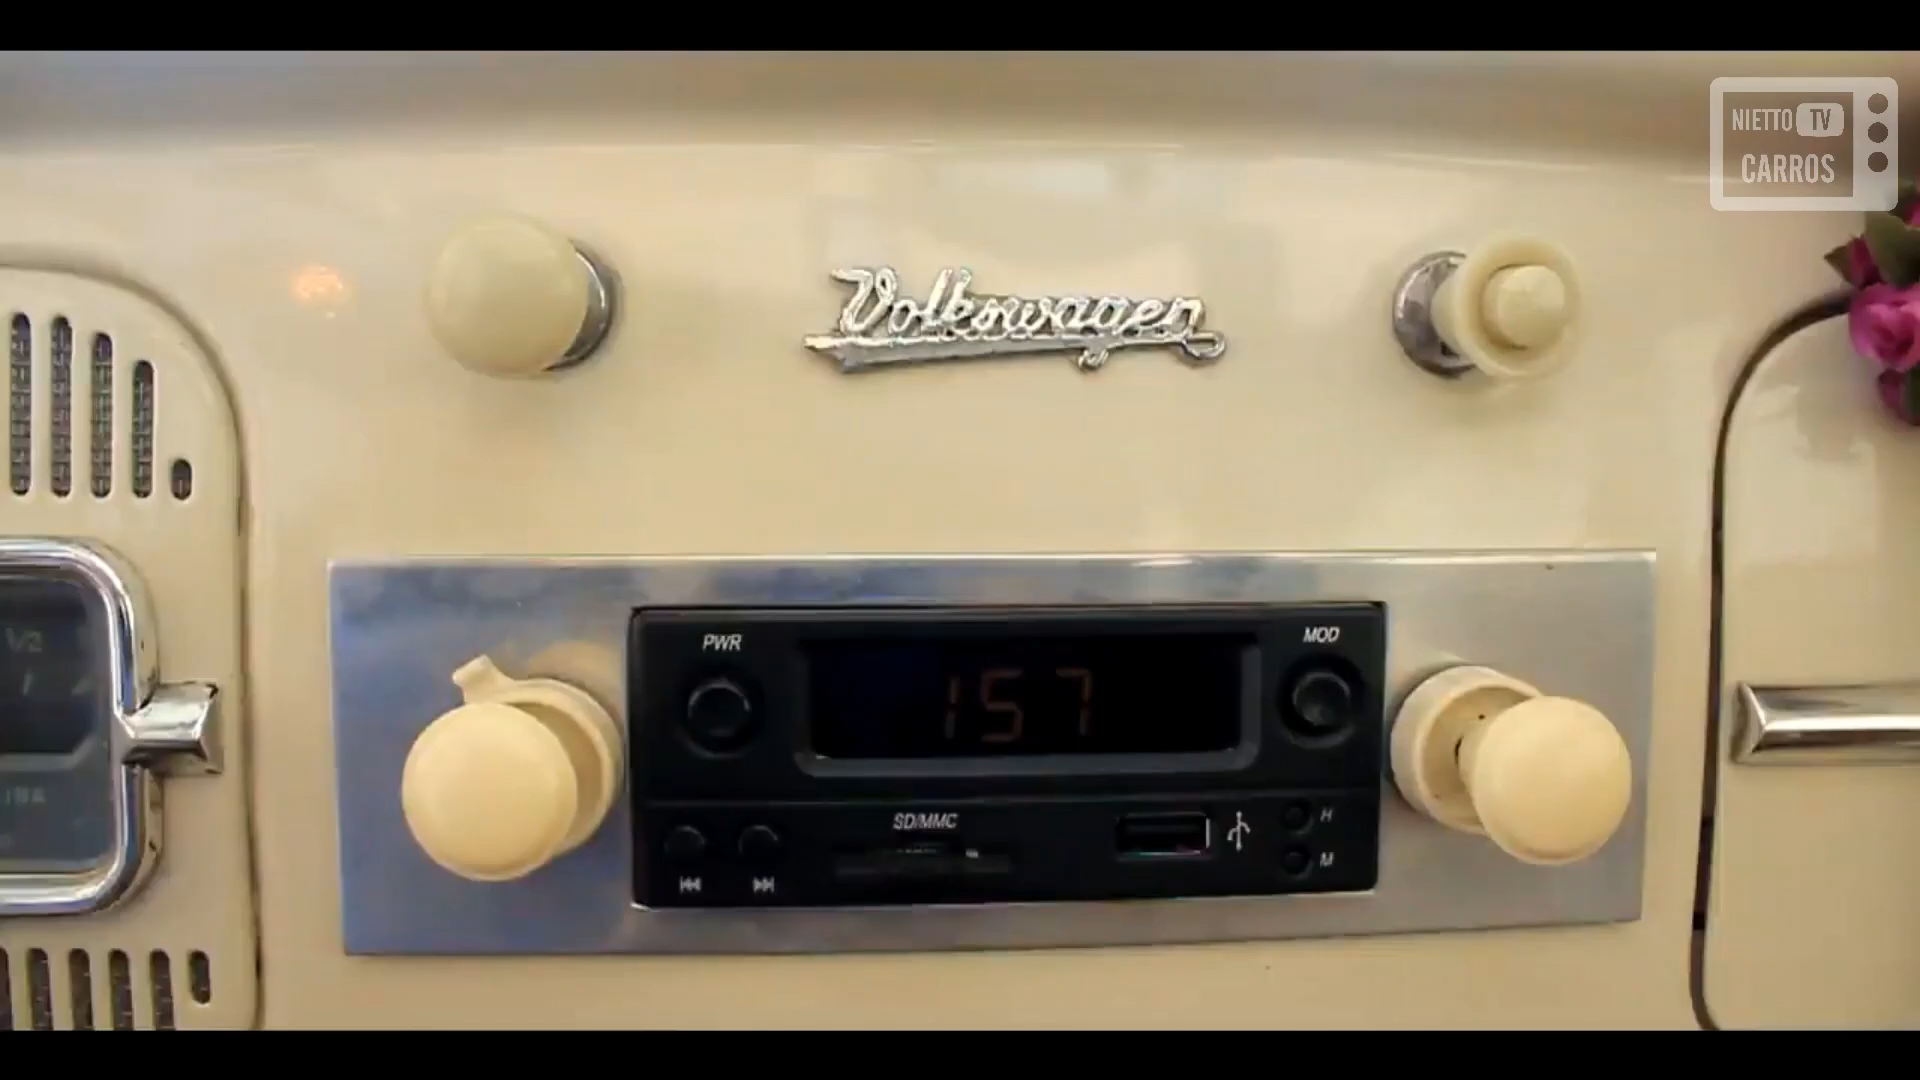 NIETTO TV
CARROS
Volkswagen
PWR
MOD
157
SD/MMC
H
M